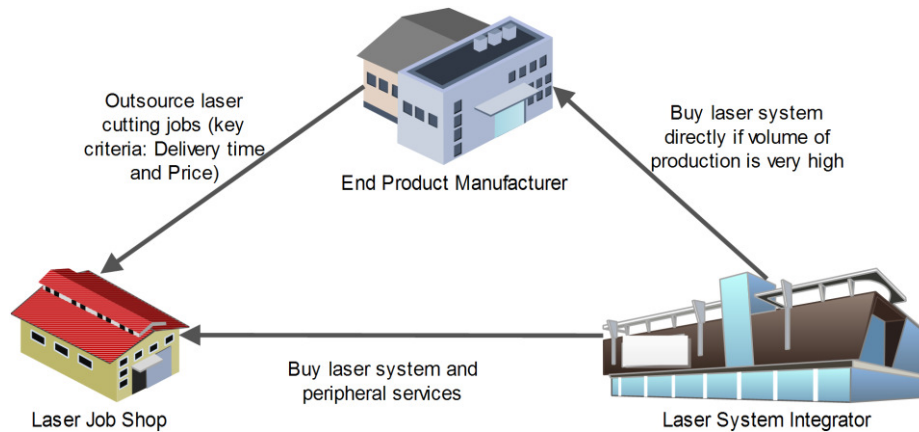 Outsource laser
cutting jobs (key
criteria: Delivery time
and Price)
Buy laser system
directly if volume of
production is very high
End Product Manufacturer
Buy laser system and
peripheral services
Laser Job Shop
Laser System Integrator